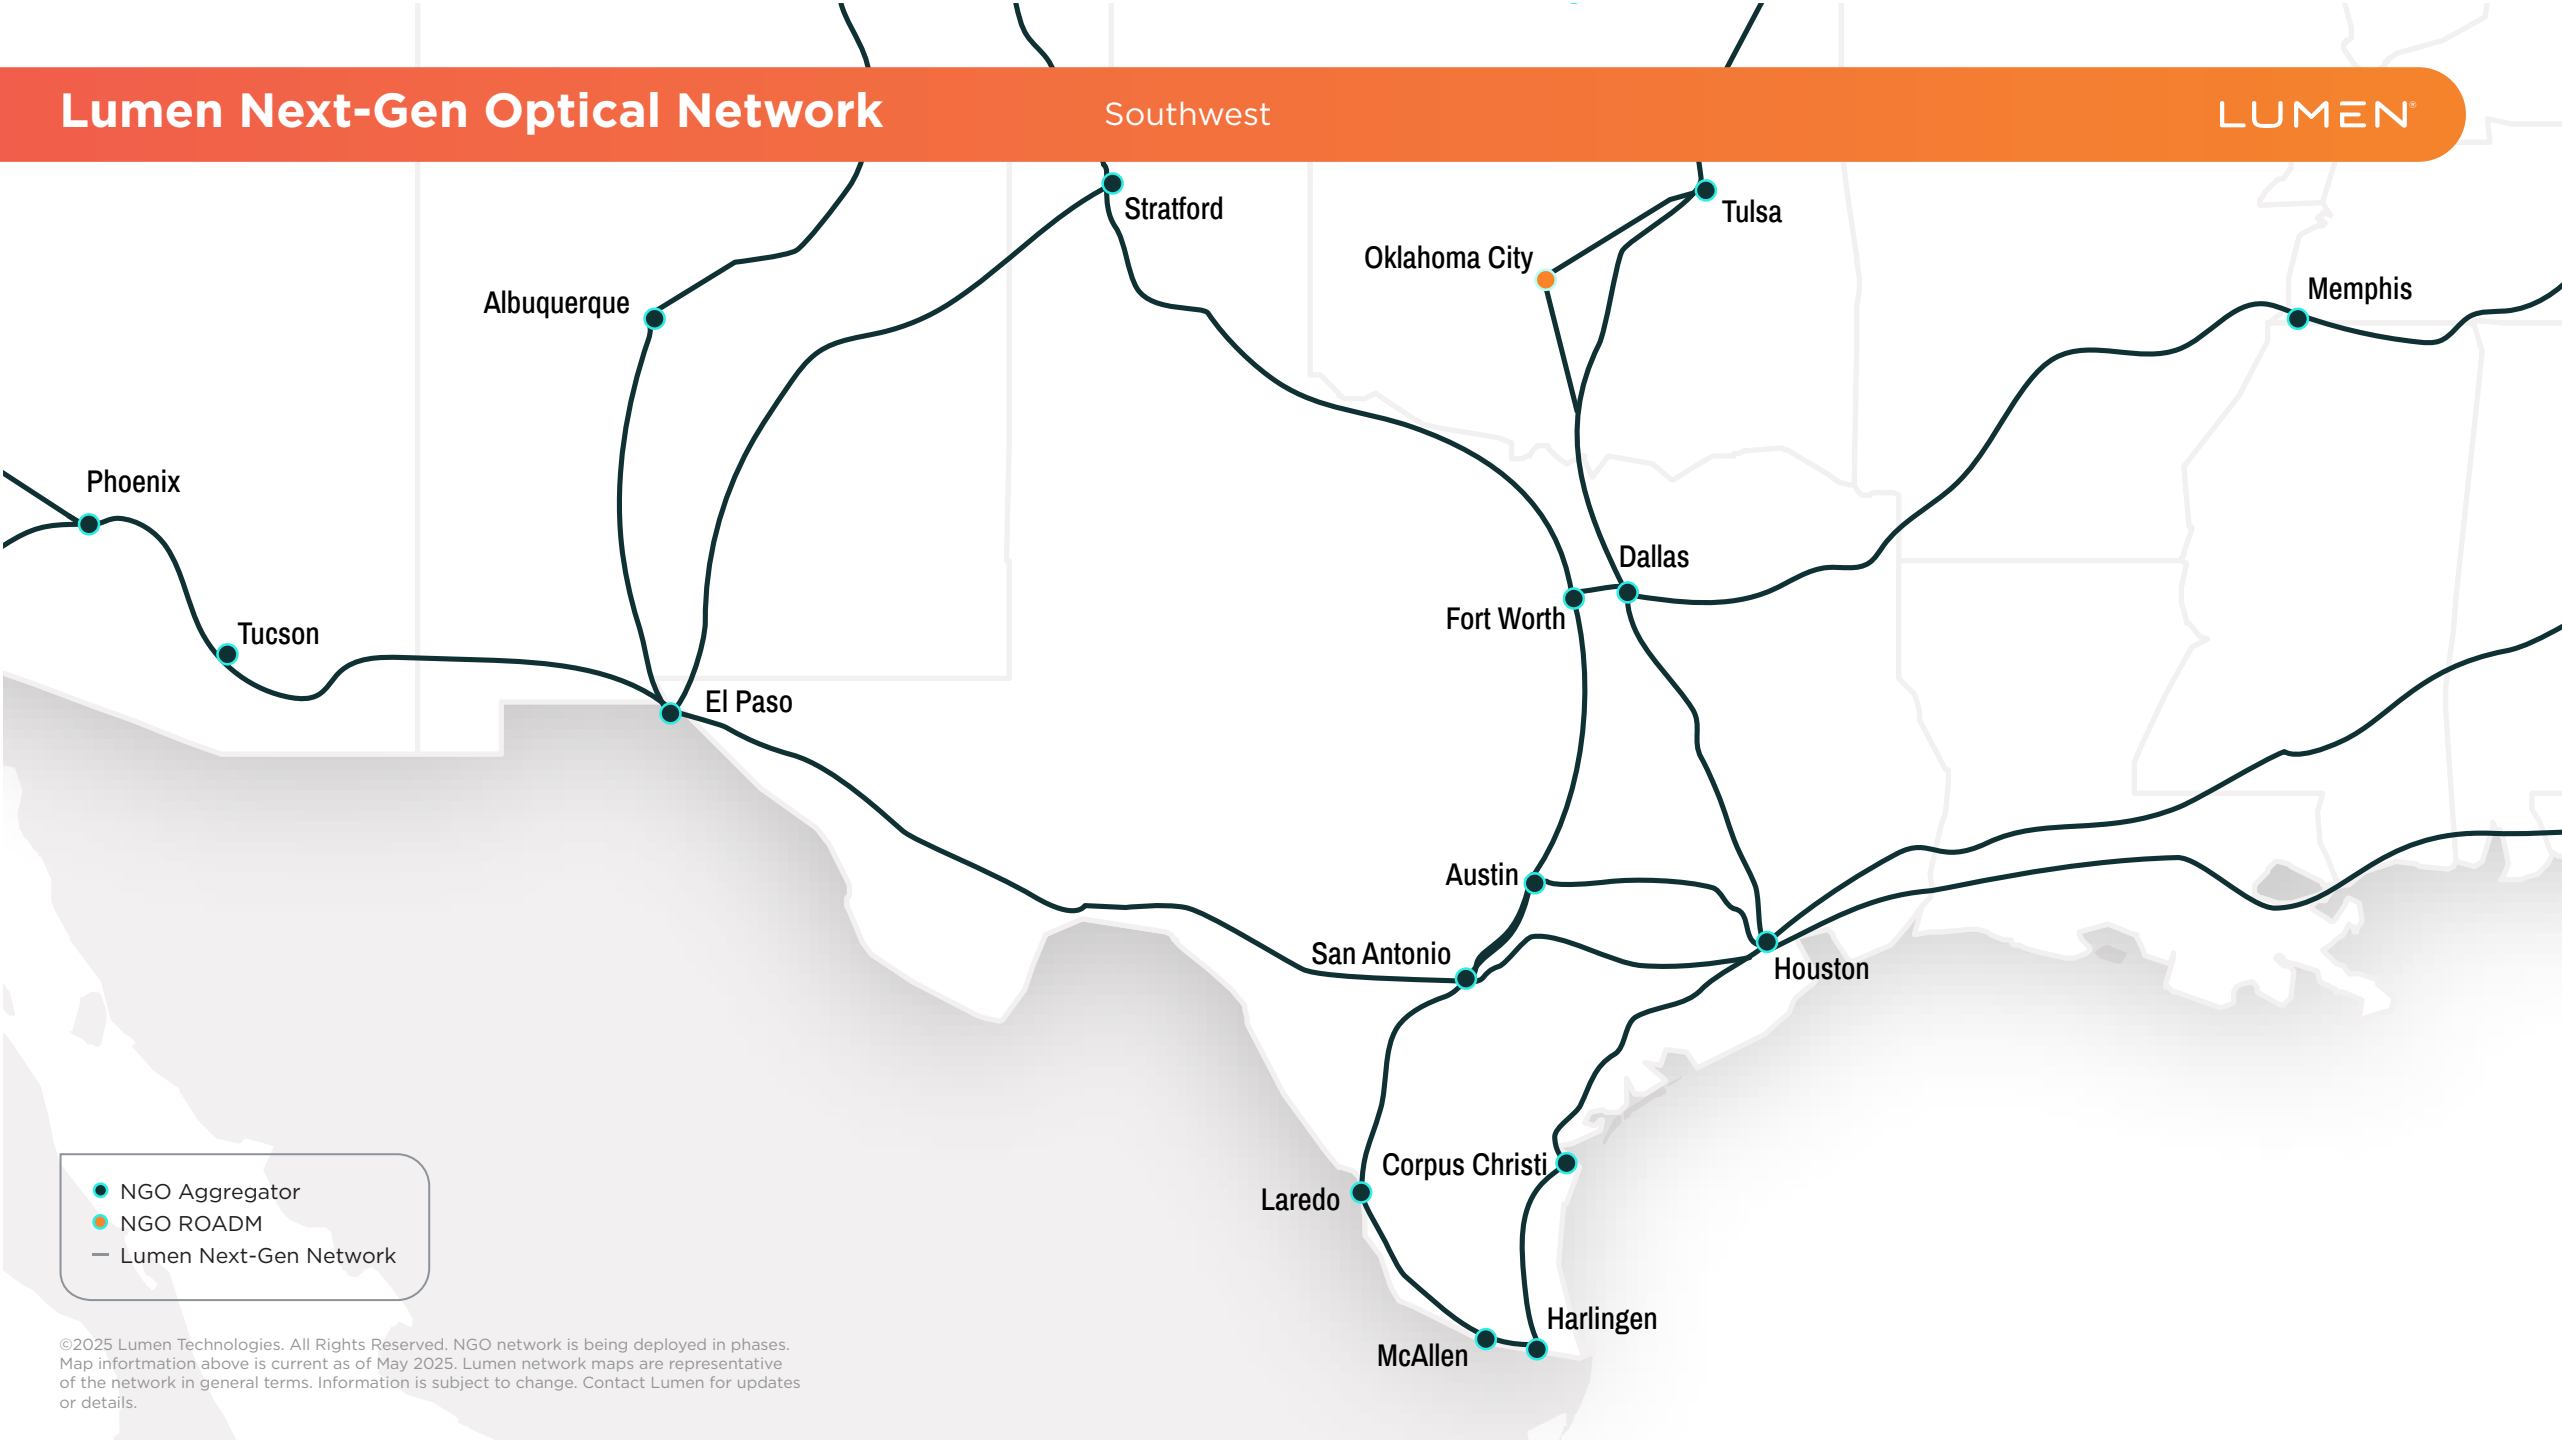 Lumen Next-Gen Optical Network
Southwest
LUMEN®
Stratford
Tulsa
Oklahoma City
Albuquerque
Memphis
Phoenix
Dallas
Fort Worth
Tucson
El Paso
Austin
San Antonio
Houston
Corpus Christi
Laredo
Harlingen
McAllen
NGO Aggregator
NGO ROADM
Lumen Next-Gen Network
©2025 Lumen Technologies. All Rights Reserved. NGO network is being deployed in phases.
Map infortmation above is current as of May 2025. Lumen network maps are representative
of the network in general terms. Information is subject to change. Contact Lumen for updates
or details.